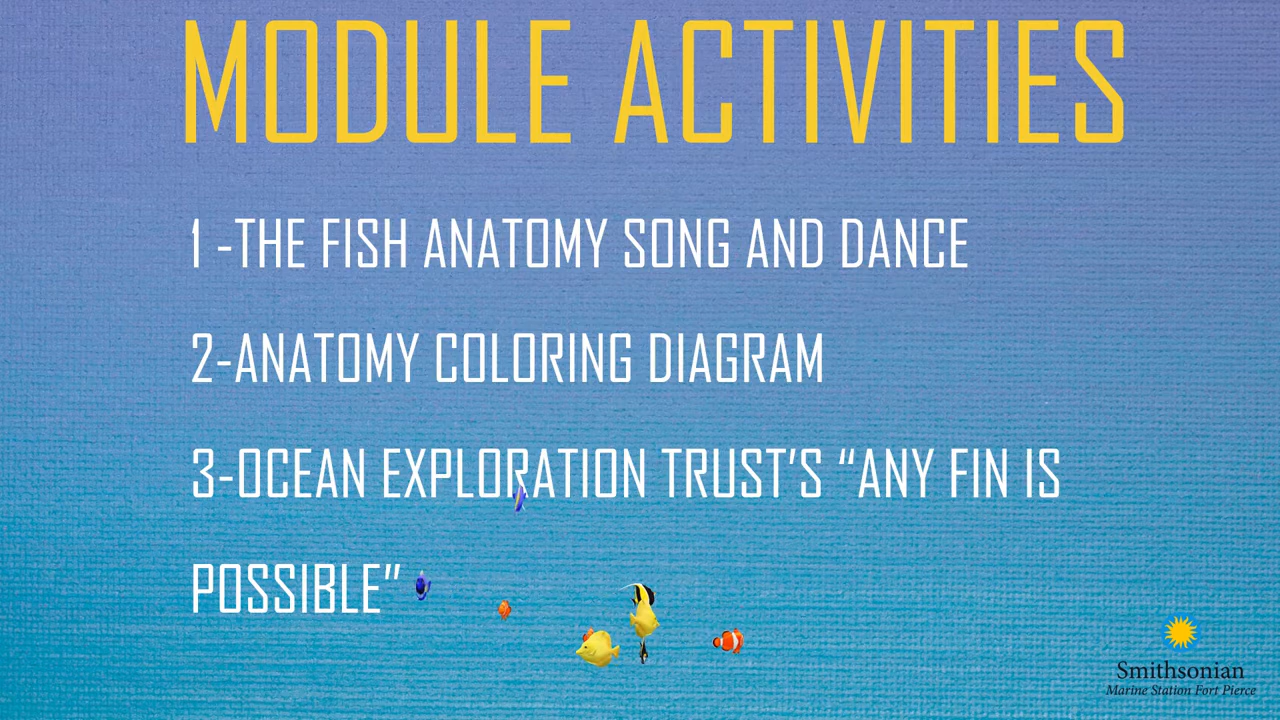 MODULE ACTIVITIES
1 -THE FISH ANATOMY SONG AND DANCE
2-ANATOMY COLORING DIAGRAM
3-OCEAN EXPLORATION TRUST’S “ANY FIN IS
POSSIBLE”
Smithsonian
Marine Station Fort Pierce